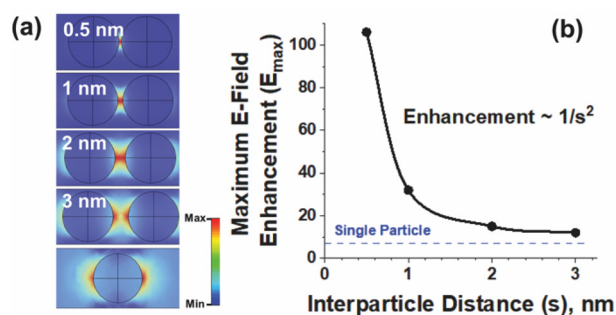 (a)
0.5 nm
1 nm
2 nm
3 nm
Max
Min
(b)
Maximum E-Field
Enhancement (E_max)
100
80
60
40
20
0
Enhancement ~ 1/s²
Single Particle
0 1 2 3
Interparticle Distance (s), nm